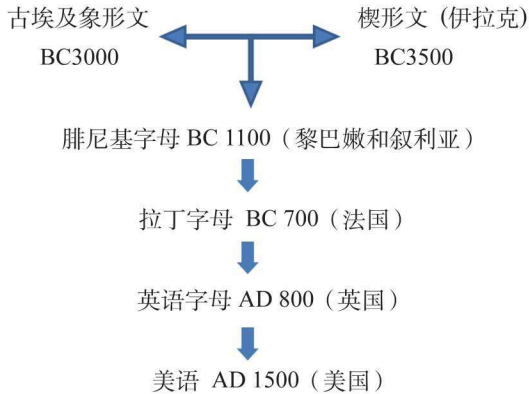 古埃及象形文
楔形文 (伊拉克)
BC3000
BC3500
腓尼基字母 BC 1100（黎巴嫩和叙利亚）
拉丁字母 BC 700（法国）
英语字母 AD 800（英国）
美语 AD 1500（美国）